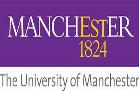 MANCHESTER
1824
The University of Manchester